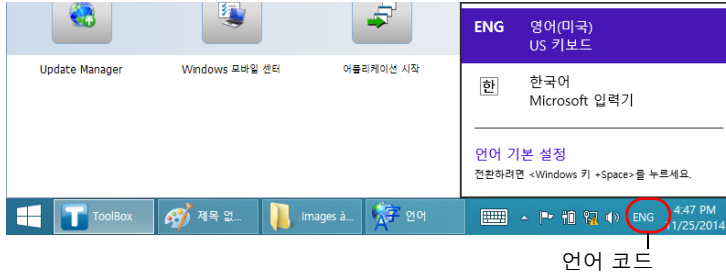 Update Manager
Windows 모바일 센터
어플리케이션 시작
ENG 영어(미국)
US 키보드
한 한국어
Microsoft 입력기
언어 기본 설정
전환하려면 <Windows 키 +Space>를 누르세요.
ToolBox
제목 없...
Images à...
언어
ENG
4:47 PM
11/25/2014
언어 코드